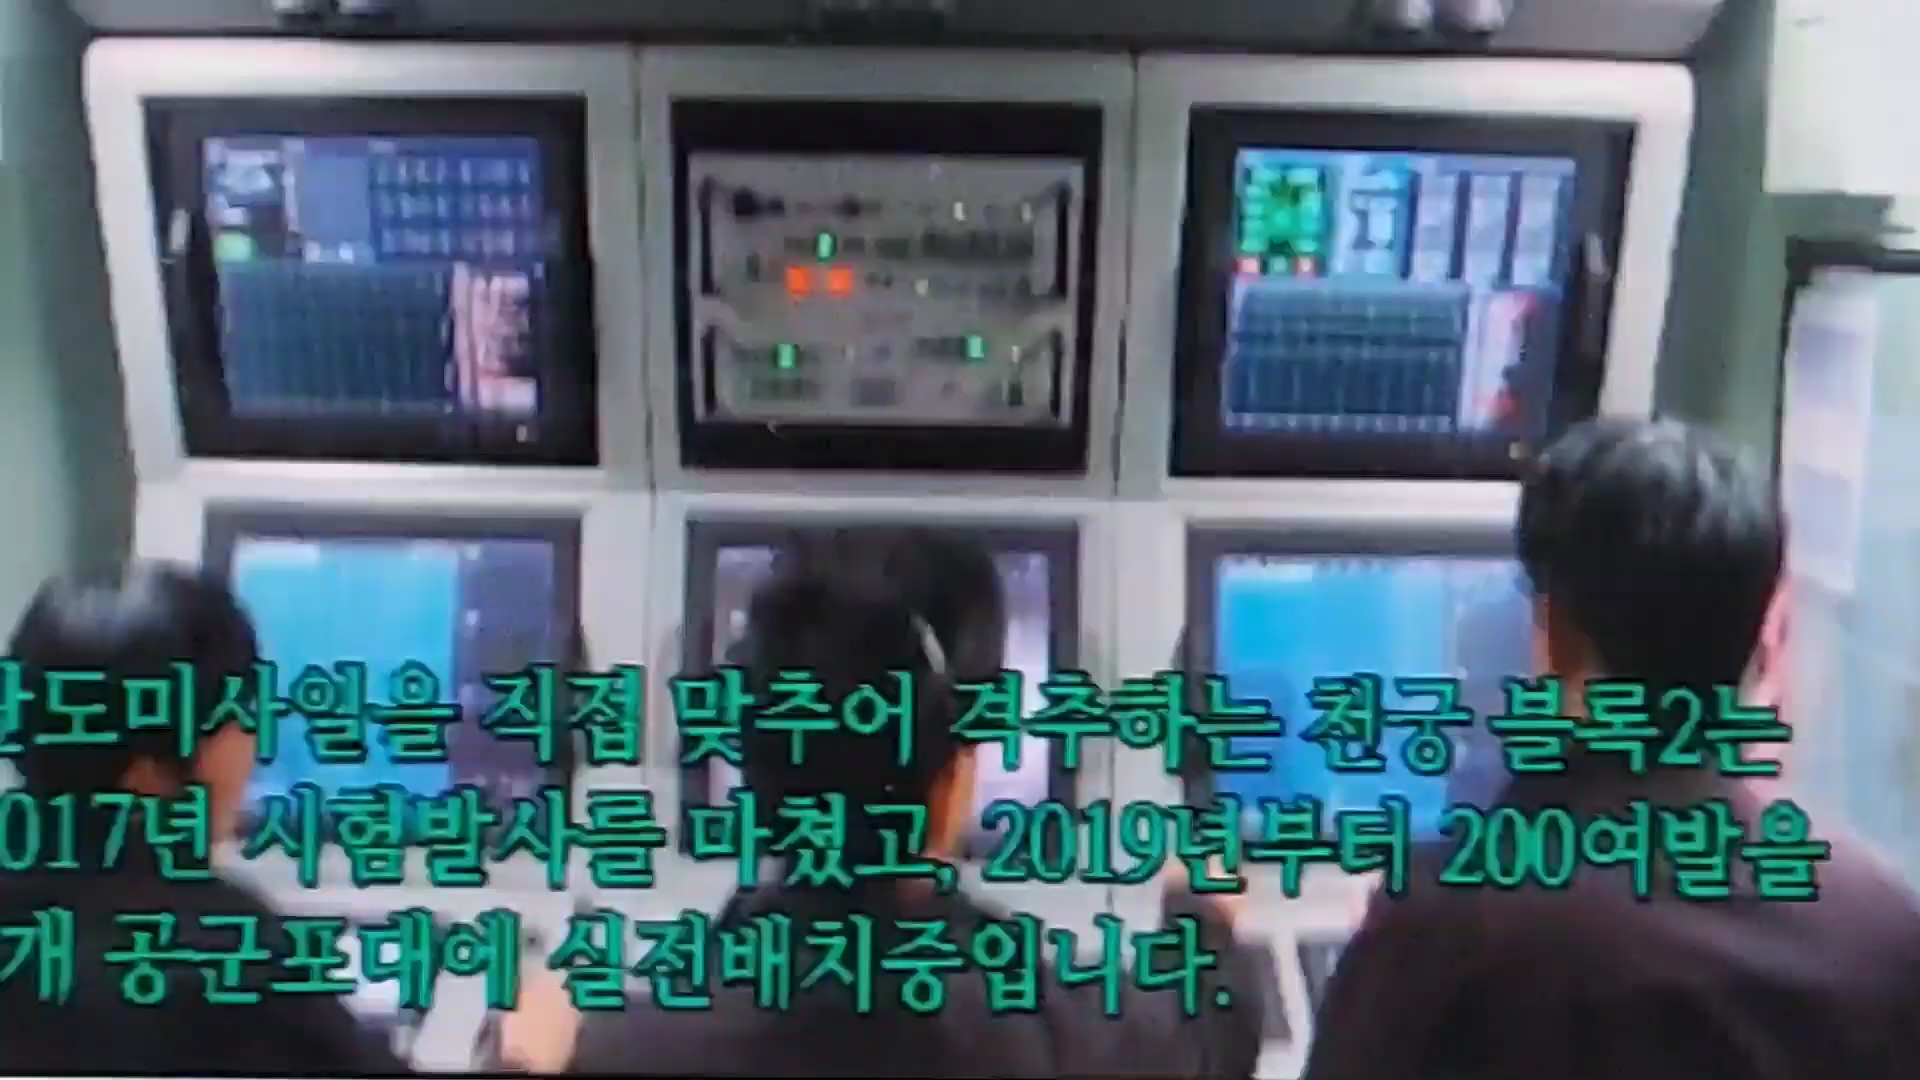 탄도미사일을 직접 맞추어 격추하는 천궁 블록2는
2017년 시험발사를 마쳤고, 2019년부터 200여발을
개 공군포대에 실전배치중입니다.